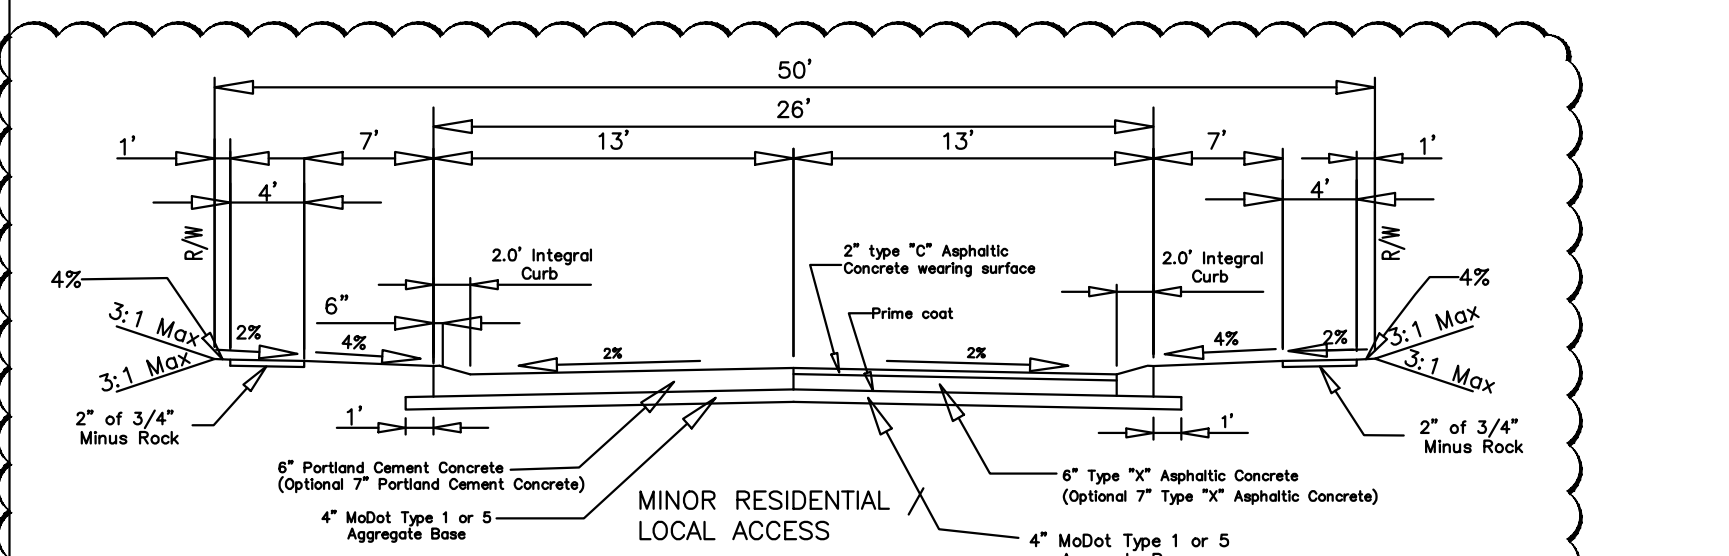 50'
26'
1'
7'
13'
13'
7'
1'
4'
4'
R/W
R/W
2.0' Integral
Curb
2" type "C" Asphaltic
Concrete wearing surface
2.0' Integral
Curb
4%
4%
6"
Prime coat
3:1 Max
2%
4%
2%
2%
4%
2%
3:1 Max
3:1 Max
3:1 Max
2" of 3/4"
Minus Rock
1'
1'
2" of 3/4"
Minus Rock
6" Portland Cement Concrete
(Optional 7" Portland Cement Concrete)
6" Type "X" Asphaltic Concrete
(Optional 7" Type "X" Asphaltic Concrete)
4" MoDot Type 1 or 5
Aggregate Base
MINOR RESIDENTIAL
LOCAL ACCESS
4" MoDot Type 1 or 5